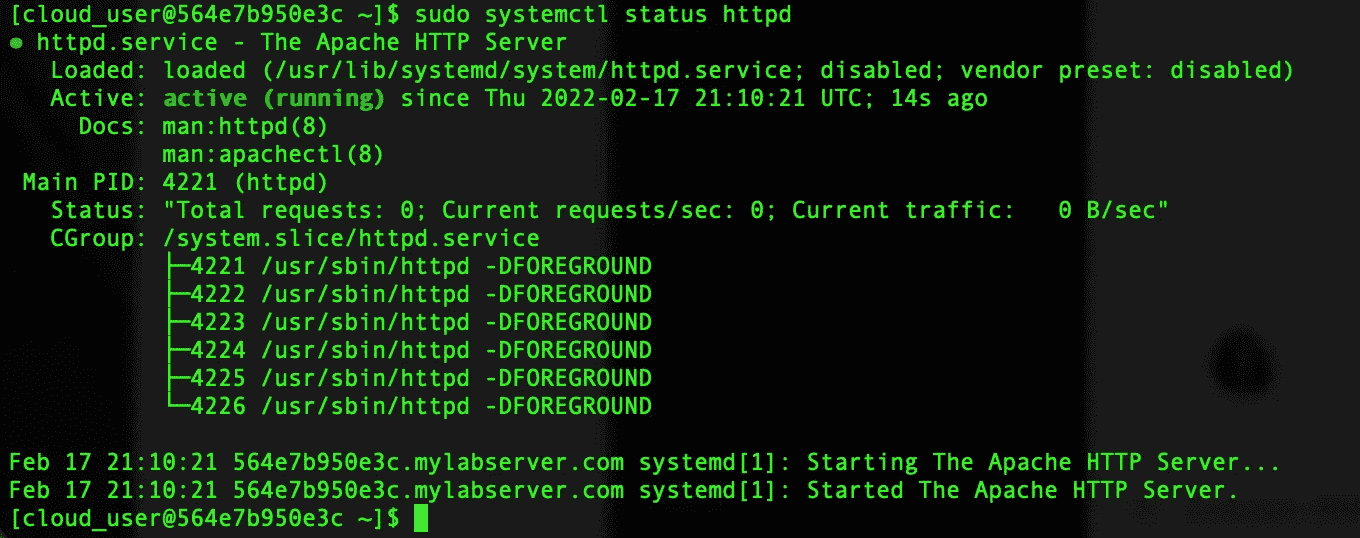 [cloud_user@564e7b950e3c ~]$ sudo systemctl status httpd
● httpd.service - The Apache HTTP Server
   Loaded: loaded (/usr/lib/systemd/system/httpd.service; disabled; vendor preset: disabled)
   Active: active (running) since Thu 2022-02-17 21:10:21 UTC; 14s ago
     Docs: man:httpd(8)
           man:apachectl(8)
 Main PID: 4221 (httpd)
   Status: "Total requests: 0; Current requests/sec: 0; Current traffic:   0 B/sec"
   CGroup: /system.slice/httpd.service
           ├─4221 /usr/sbin/httpd -DFOREGROUND
           ├─4222 /usr/sbin/httpd -DFOREGROUND
           ├─4223 /usr/sbin/httpd -DFOREGROUND
           ├─4224 /usr/sbin/httpd -DFOREGROUND
           ├─4225 /usr/sbin/httpd -DFOREGROUND
           └─4226 /usr/sbin/httpd -DFOREGROUND

Feb 17 21:10:21 564e7b950e3c.mylabserver.com systemd[1]: Starting The Apache HTTP Server...
Feb 17 21:10:21 564e7b950e3c.mylabserver.com systemd[1]: Started The Apache HTTP Server.
[cloud_user@564e7b950e3c ~]$